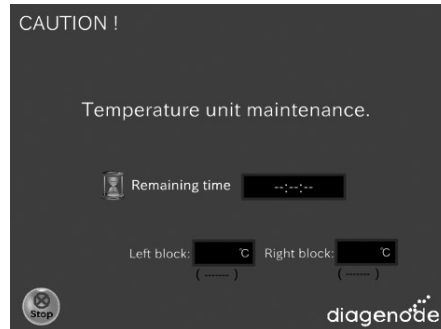 CAUTION !
Temperature unit maintenance.
Remaining time --:--:--
Left block: ℃ Right block: ℃
( ------- ) ( ------- )
Stop
diagenode